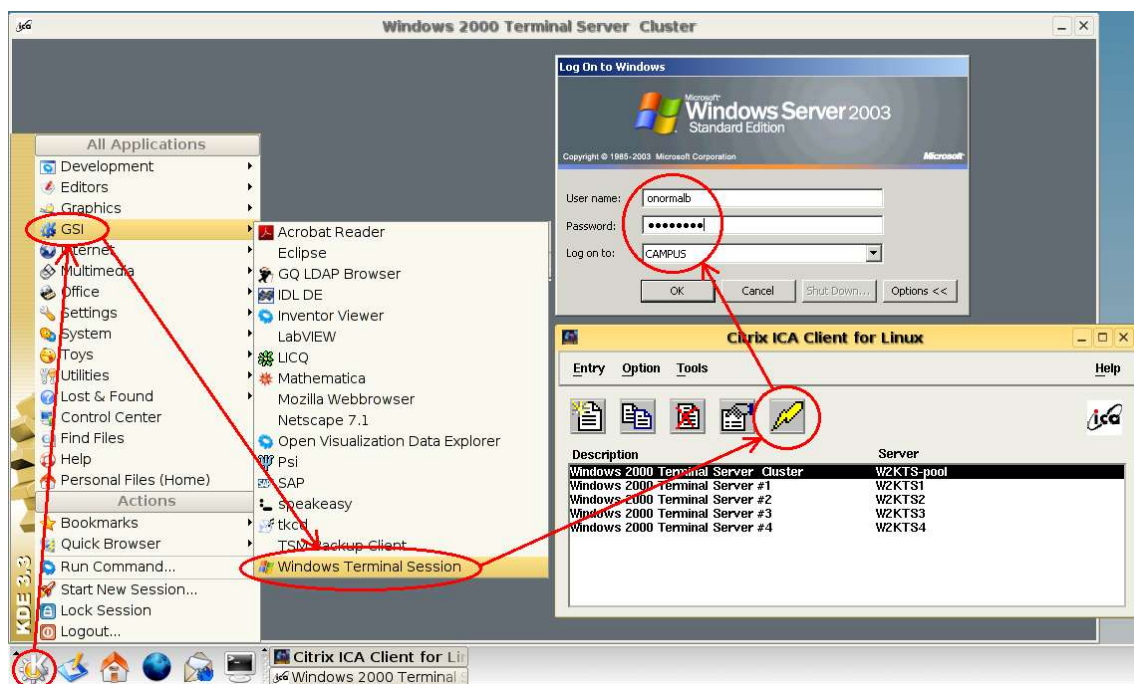 ica
Windows 2000 Terminal Server Cluster
Log On to Windows
Microsoft
Windows Server 2003
Standard Edition
Copyright © 1985-2003 Microsoft Corporation
Microsoft
User name:
onormalb
Password:
Log on to:
CAMPUS
OK
Cancel
Shut Down...
Options <<
All Applications
Development
Editors
Graphics
GSI
Internet
Multimedia
Office
Settings
System
Toys
Utilities
Lost & Found
Control Center
Find Files
Help
Personal Files (Home)
Actions
Bookmarks
Quick Browser
Run Command...
Start New Session...
Lock Session
Logout...
KDE 3.3
Acrobat Reader
Eclipse
GQ LDAP Browser
IDL DE
Inventor Viewer
LabVIEW
LICQ
Mathematica
Mozilla Webbrowser
Netscape 7.1
Open Visualization Data Explorer
Psi
SAP
speakeasy
tkcd
TSM Backup Client
Windows Terminal Session
Citrix ICA Client for Linux
Entry Option Tools Help
ica
Description Server
Windows 2000 Terminal Server Cluster W2KTS-pool
Windows 2000 Terminal Server #1 W2KTS1
Windows 2000 Terminal Server #2 W2KTS2
Windows 2000 Terminal Server #3 W2KTS3
Windows 2000 Terminal Server #4 W2KTS4
Citrix ICA Client for Lin
ica Windows 2000 Terminal S